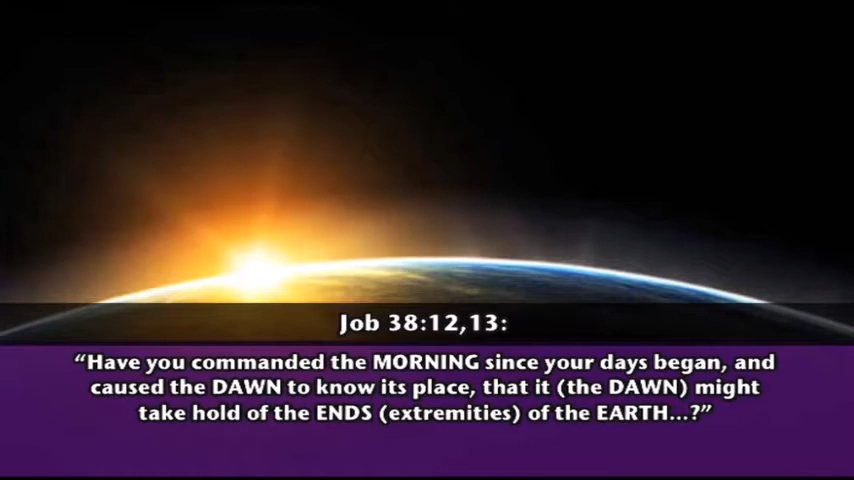 Job 38:12,13:
“Have you commanded the MORNING since your days began, and
caused the DAWN to know its place, that it (the DAWN) might
take hold of the ENDS (extremities) of the EARTH...?”